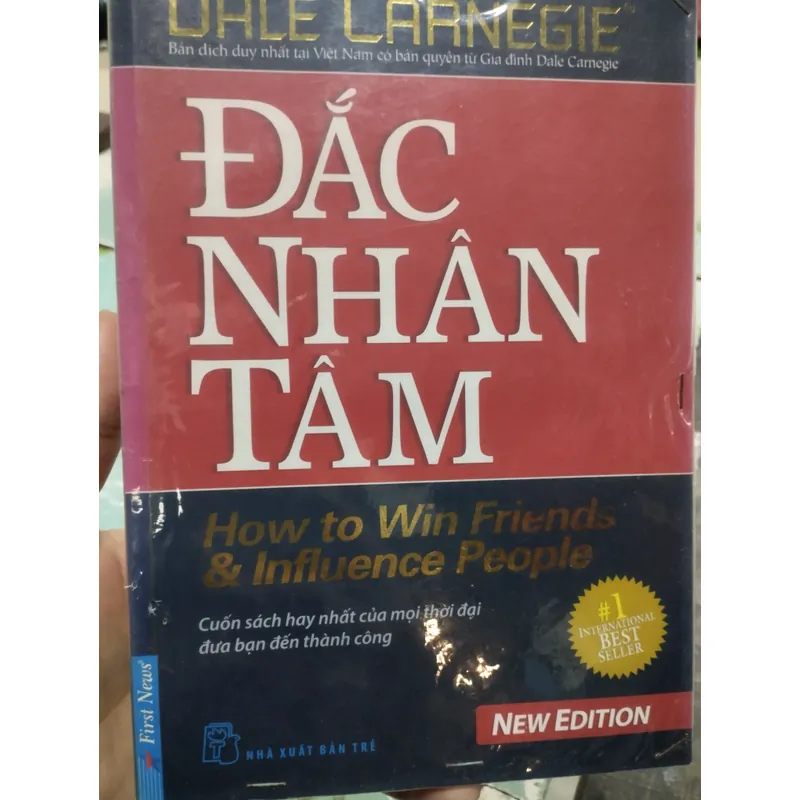 DALE CARNEGIE
Bản dịch duy nhất tại Việt Nam có bản quyền từ Gia đình Dale Carnegie
ĐẮC
NHÂN
TÂM
How to Win Friends
& Influence People
Cuốn sách hay nhất của mọi thời đại
đưa bạn đến thành công
#1
INTERNATIONAL
BEST
SELLER
NEW EDITION
First News
NHÀ XUẤT BẢN TRẺ